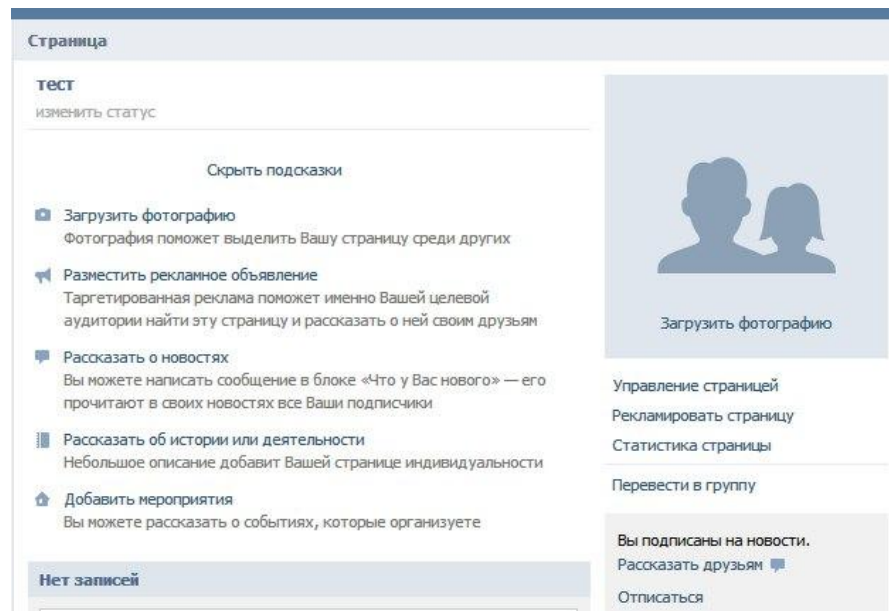 Страница
тест
изменить статус
Скрыть подсказки
Загрузить фотографию
Фотография поможет выделить Вашу страницу среди других
Разместить рекламное объявление
Таргетированная реклама поможет именно Вашей целевой
аудитории найти эту страницу и рассказать о ней своим друзьям
Рассказать о новостях
Вы можете написать сообщение в блоке «Что у Вас нового» — его
прочитают в своих новостях все Ваши подписчики
Рассказать об истории или деятельности
Небольшое описание добавит Вашей странице индивидуальности
Добавить мероприятия
Вы можете рассказать о событиях, которые организуете
Нет записей
Загрузить фотографию
Управление страницей
Рекламировать страницу
Статистика страницы
Перевести в группу
Вы подписаны на новости.
Рассказать друзьям
Отписаться